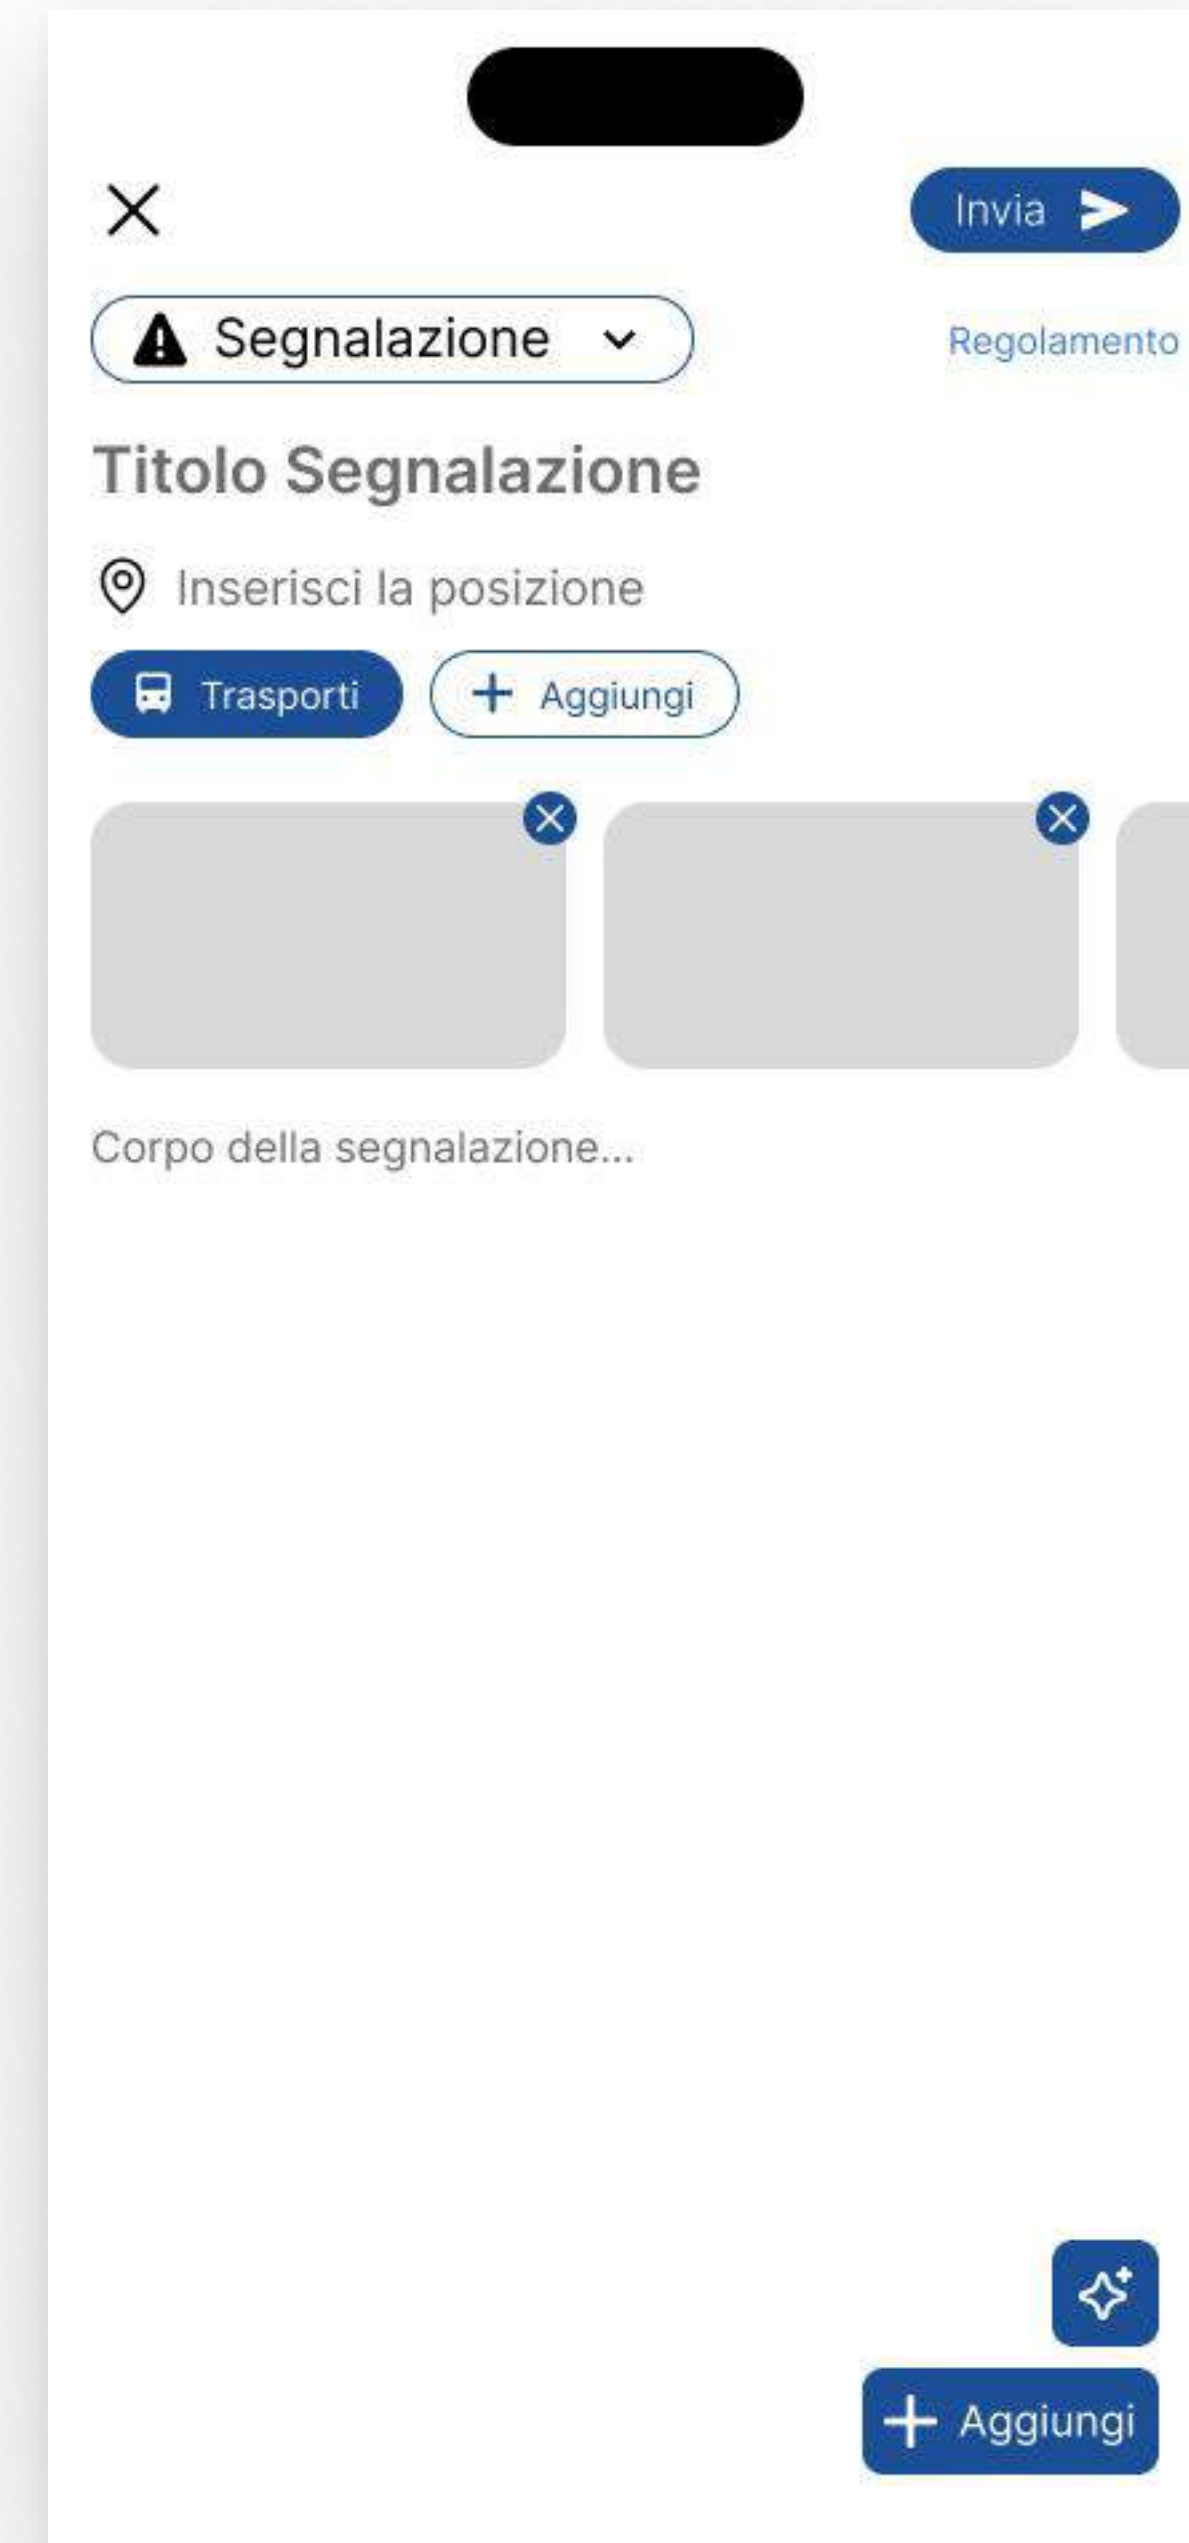 Invia
Segnalazione
Regolamento
Titolo Segnalazione
Inserisci la posizione
Trasporti
Aggiungi
Corpo della segnalazione...
Aggiungi